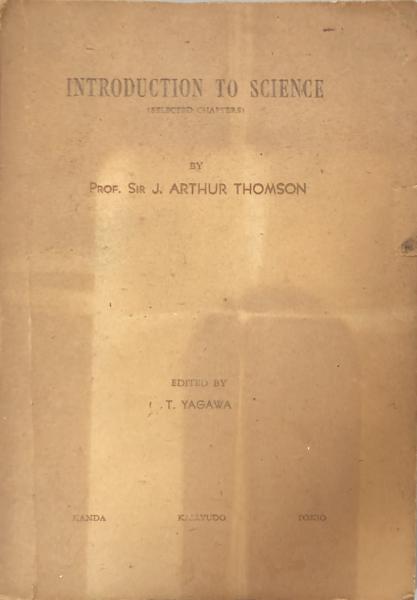 INTRODUCTION TO SCIENCE
(SELECTED CHAPTERS)
BY
PROF. SIR J. ARTHUR THOMSON
EDITED BY
T. YAGAWA
KANDA TOKIO